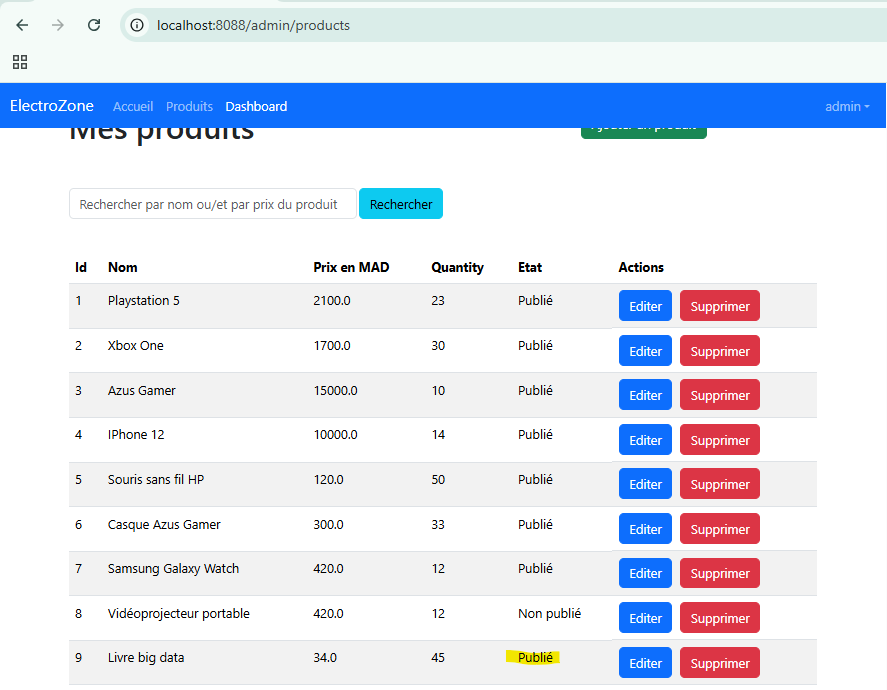 localhost:8088/admin/products
ElectroZone Accueil Produits Dashboard admin
Mes produits Ajouter un produit
Rechercher par nom ou/et par prix du produit Rechercher
Id Nom Prix en MAD Quantity Etat Actions
1 Playstation 5 2100.0 23 Publié Editer Supprimer
2 Xbox One 1700.0 30 Publié Editer Supprimer
3 Azus Gamer 15000.0 10 Publié Editer Supprimer
4 IPhone 12 10000.0 14 Publié Editer Supprimer
5 Souris sans fil HP 120.0 50 Publié Editer Supprimer
6 Casque Azus Gamer 300.0 33 Publié Editer Supprimer
7 Samsung Galaxy Watch 420.0 12 Publié Editer Supprimer
8 Vidéoprojecteur portable 420.0 12 Non publié Editer Supprimer
9 Livre big data 34.0 45 Publié Editer Supprimer